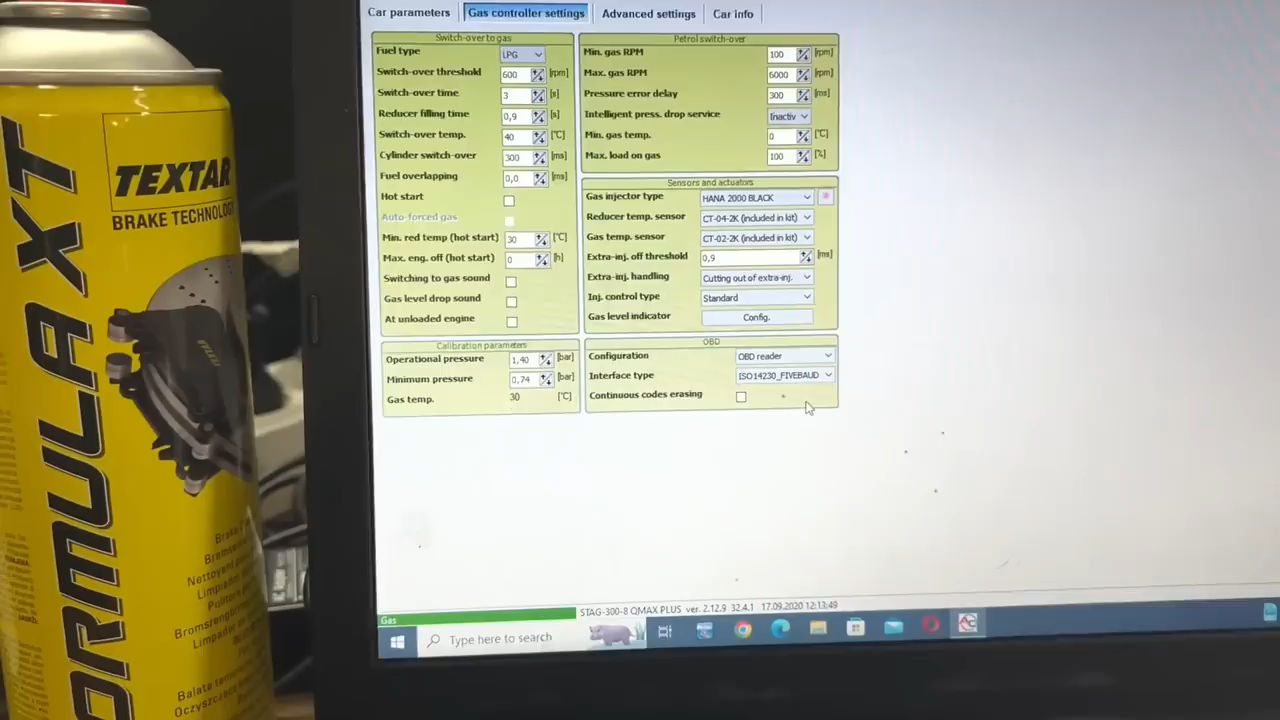 Car parameters Gas controller settings Advanced settings Car info
Switch-over to gas
Fuel type LPG
Switch-over threshold 600 [rpm]
Switch-over time 3 [s]
Reducer filling time 0,9 [s]
Switch-over temp. 40 [°C]
Cylinder switch-over 300 [ms]
Fuel overlapping 0,0 [ms]
Hot start
Auto-forced gas
Min. red temp (hot start) 30 [°C]
Max. eng. off (hot start) 0 [h]
Switching to gas sound
Gas level drop sound
At unloaded engine
Calibration parameters
Operational pressure 1,40 [bar]
Minimum pressure 0,74 [bar]
Gas temp. 30 [°C]
Petrol switch-over
Min. gas RPM 100 [rpm]
Max. gas RPM 6000 [rpm]
Pressure error delay 300 [ms]
Intelligent press. drop service Inactiv
Min. gas temp. 0 [°C]
Max. load on gas 100 [%]
Sensors and actuators
Gas injector type HANA 2000 BLACK
Reducer temp. sensor CT-04-2K (included in kit)
Gas temp. sensor CT-02-2K (included in kit)
Extra-inj. off threshold 0,9 [ms]
Extra-inj. handling Cutting out of extra-inj.
Inj. control type Standard
Gas level indicator Config.
OBD
Configuration OBD reader
Interface type ISO14230_FIVEBAUD
Continuous codes erasing
Gas STAG-300-8 QMAX PLUS ver. 2.12.9 32.4.1 17.09.2020 12:13:49
Type here to search
TEXTAR
BRAKE TECHNOLOGY
FORMULA XT